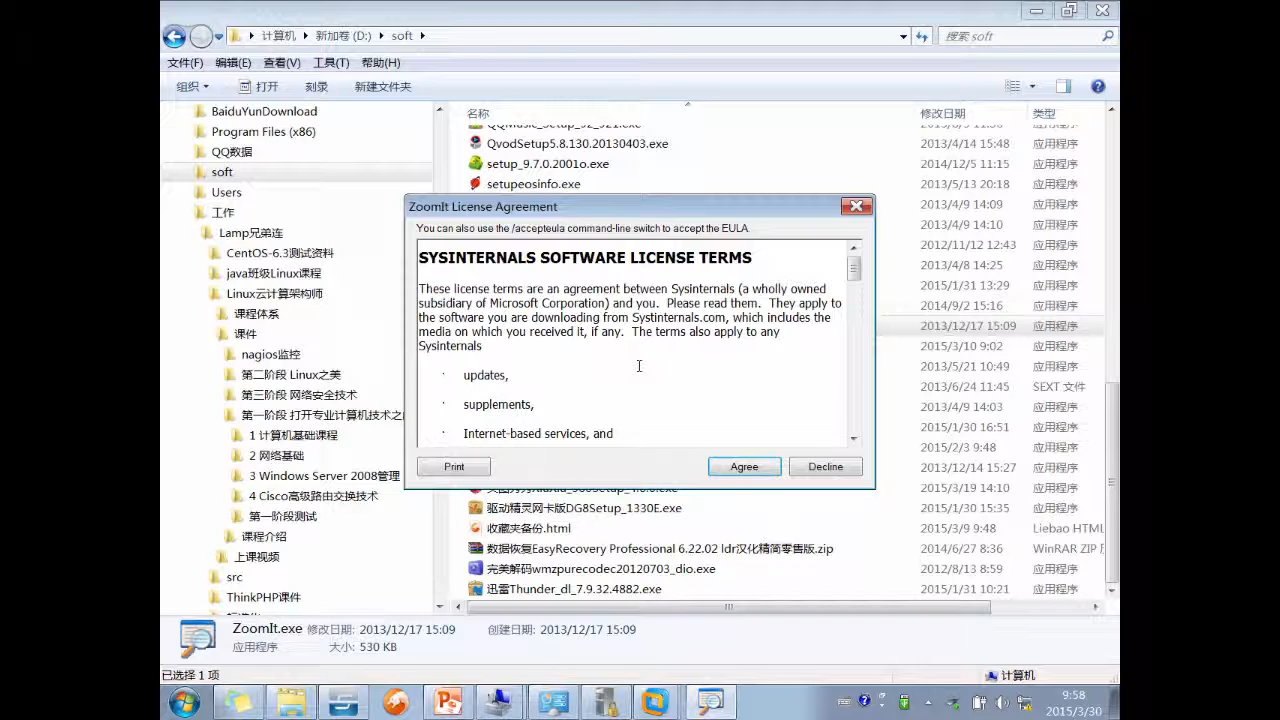 计算机 新加卷 (D:) soft
搜索 soft
文件(F) 编辑(E) 查看(V) 工具(T) 帮助(H)
组织 打开 刻录 新建文件夹
BaiduYunDownload
Program Files (x86)
QQ数据
soft
Users
工作
Lamp兄弟连
CentOS-6.3测试资料
java班级Linux课程
Linux云计算架构师
课程体系
课件
nagios监控
第二阶段 Linux之美
第三阶段 网络安全技术
第一阶段 打开专业计算机技术之
1 计算机基础课程
2 网络基础
3 Windows Server 2008管理
4 Cisco高级路由交换技术
第一阶段测试
课程介绍
上课视频
src
ThinkPHP课件
名称 修改日期 类型
QvodSetup5.8.130.20130403.exe 2013/4/14 15:48 应用程序
setup_9.7.0.2001o.exe 2014/12/5 11:15 应用程序
setupeosinfo.exe 2013/5/13 20:18 应用程序
2013/4/9 14:09 应用程序
2013/4/9 14:10 应用程序
2012/11/12 12:43 应用程序
2013/4/8 14:25 应用程序
2015/1/31 13:29 应用程序
2014/9/2 15:16 应用程序
2013/12/17 15:09 应用程序
2015/3/10 9:02 应用程序
2013/5/21 10:49 应用程序
2013/6/24 11:45 SEXT 文件
2013/4/9 14:03 应用程序
2015/1/30 16:51 应用程序
2015/2/3 9:48 应用程序
2013/12/14 15:27 应用程序
2015/3/19 14:10 应用程序
驱动精灵网卡版DG8Setup_1330E.exe 2015/1/30 15:35 应用程序
收藏夹备份.html 2015/3/9 9:48 Liebao HTML
数据恢复EasyRecovery Professional 6.22.02 ldr汉化精简零售版.zip 2014/6/27 8:36 WinRAR ZIP
完美解码wmzpurecodec20120703_dio.exe 2012/8/13 8:59 应用程序
迅雷Thunder_dl_7.9.32.4882.exe 2015/1/31 10:21 应用程序
ZoomIt License Agreement
You can also use the /accepteula command-line switch to accept the EULA.
SYSINTERNALS SOFTWARE LICENSE TERMS
These license terms are an agreement between Sysinternals (a wholly owned
subsidiary of Microsoft Corporation) and you. Please read them. They apply to
the software you are downloading from Systinternals.com, which includes the
media on which you received it, if any. The terms also apply to any
Sysinternals
· updates,
· supplements,
· Internet-based services, and
Print Agree Decline
ZoomIt.exe 修改日期: 2013/12/17 15:09 创建日期: 2013/12/17 15:09
应用程序 大小: 530 KB
已选择 1 项 计算机
9:58
2015/3/30